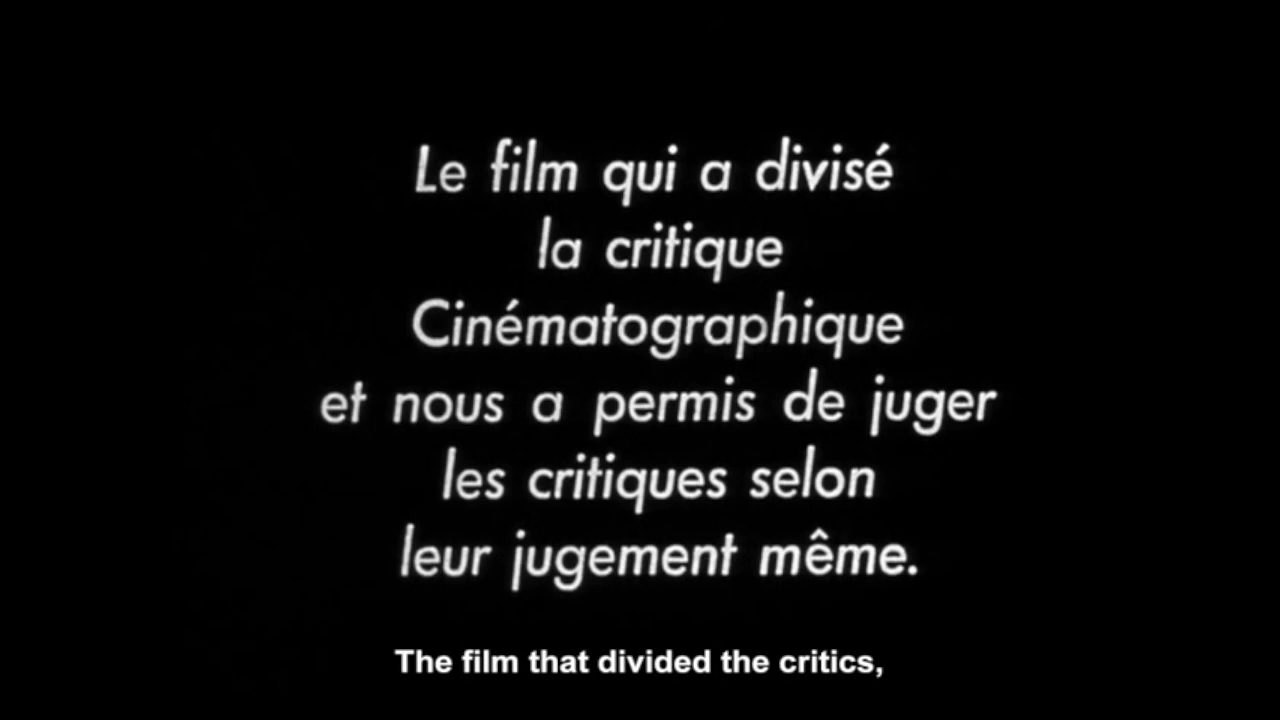 Le film qui a divisé
la critique
Cinématographique
et nous a permis de juger
les critiques selon
leur jugement même.
The film that divided the critics,